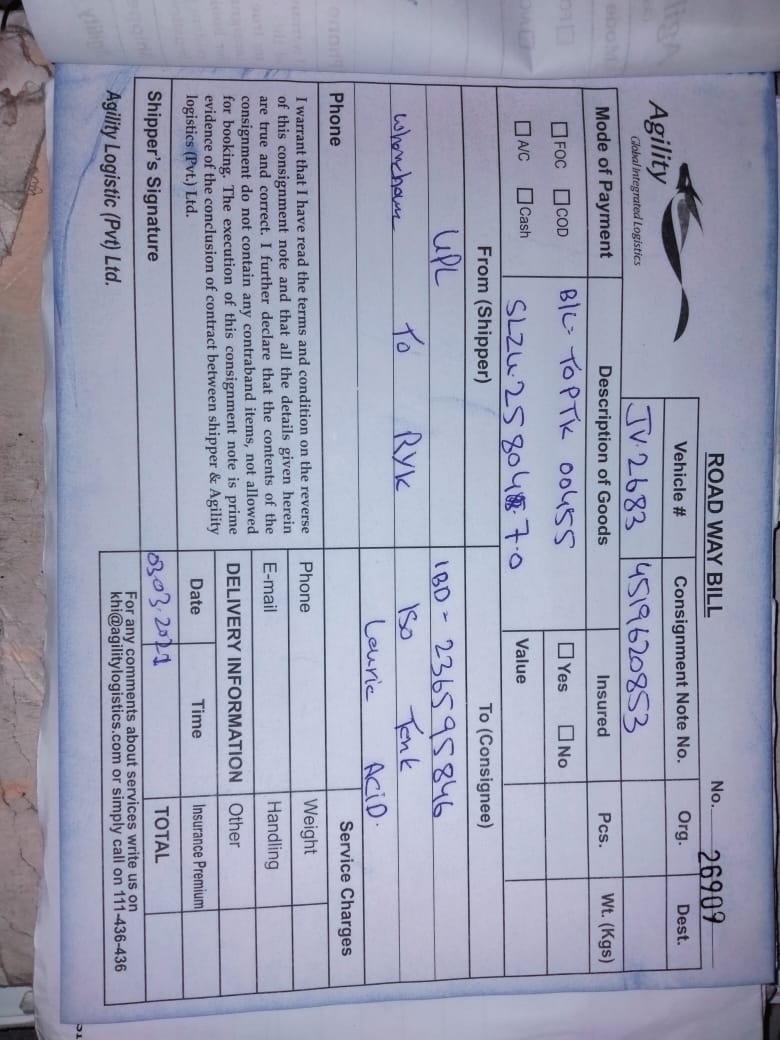 ROAD WAY BILL
No. 26909
Agility
Global Integrated Logistics
Vehicle #
Consignment Note No.
Org.
Dest.
JV-2683
4519620853
Mode of Payment
Description of Goods
Insured
Pcs.
Wt. (Kgs)
FOC
COD
B/L- TOPTK 00455
Yes
No
A/C
Cash
SLZU.258047.0
Value
From (Shipper)
To (Consignee)
UPL
IBD - 236595846
To RYK
ISO Tank
Lauric ACiD.
Phone
Service Charges
I warrant that I have read the terms and condition on the reverse
of this consignment note and that all the details given herein
are true and correct. I further declare that the contents of the
consignment do not contain any contraband items, not allowed
for booking. The execution of this consignment note is prime
evidence of the conclusion of contract between shipper & Agility
logistics (Pvt.) Ltd.
Phone
Weight
E-mail
Handling
DELIVERY INFORMATION
Other
Date
Time
Insurance Premium
Shipper's Signature
03.03.2021
TOTAL
Agility Logistic (Pvt) Ltd.
For any comments about services write us on
khi@agilitylogistics.com or simply call on 111-436-436